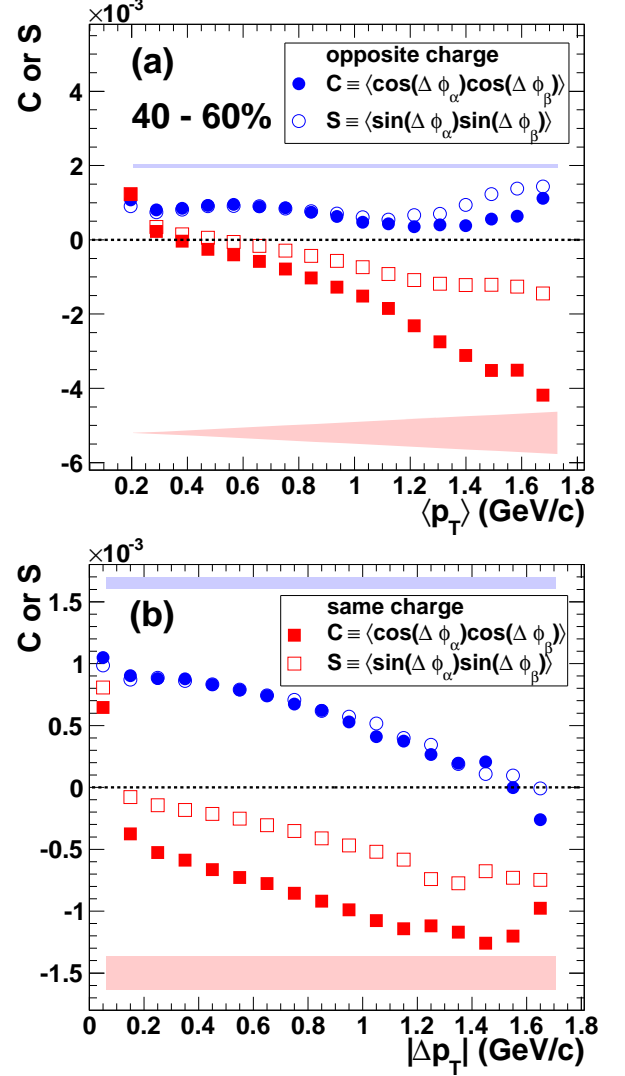 ×10⁻³
C or S
(a)
40 - 60%
opposite charge
C ≡ ⟨cos(Δ ϕ_α)cos(Δ ϕ_β)⟩
S ≡ ⟨sin(Δ ϕ_α)sin(Δ ϕ_β)⟩
4
2
0
-2
-4
-6
0.2 0.4 0.6 0.8 1 1.2 1.4 1.6 1.8
⟨p_T⟩ (GeV/c)
×10⁻³
C or S
(b)
same charge
C ≡ ⟨cos(Δ ϕ_α)cos(Δ ϕ_β)⟩
S ≡ ⟨sin(Δ ϕ_α)sin(Δ ϕ_β)⟩
1.5
1
0.5
0
-0.5
-1
-1.5
0 0.2 0.4 0.6 0.8 1 1.2 1.4 1.6 1.8
|Δp_T| (GeV/c)